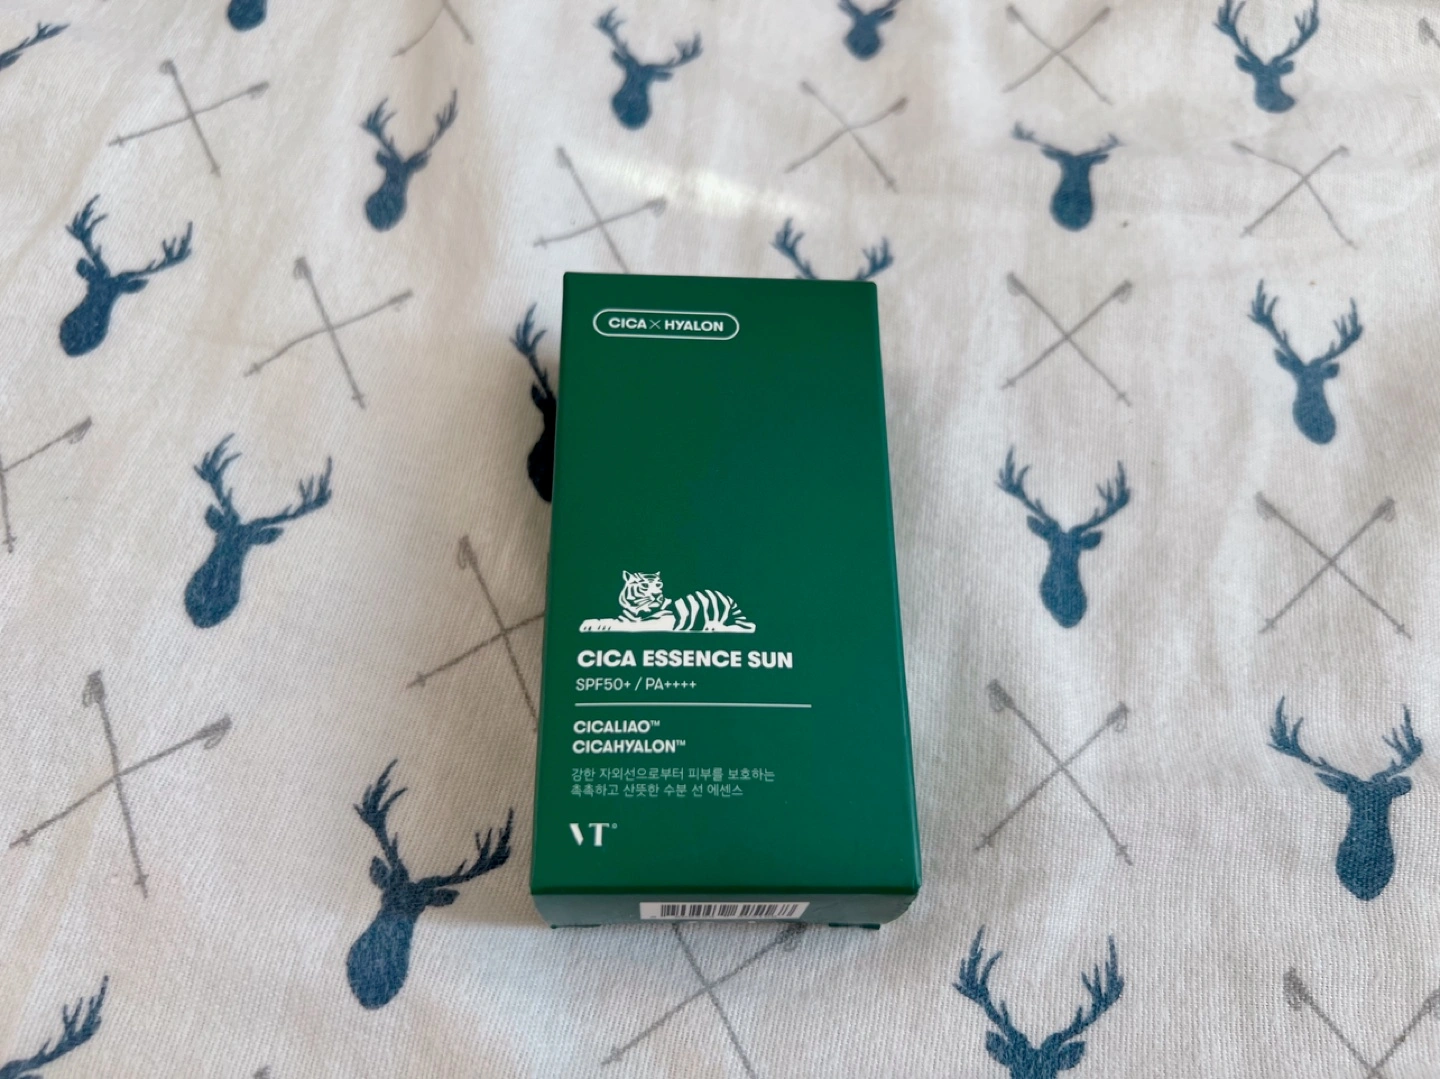 CICA × HYALON
CICA ESSENCE SUN
SPF50+ / PA++++
CICALIAO™
CICAHYALON™
강한 자외선으로부터 피부를 보호하는
촉촉하고 산뜻한 수분 선 에센스
VT®